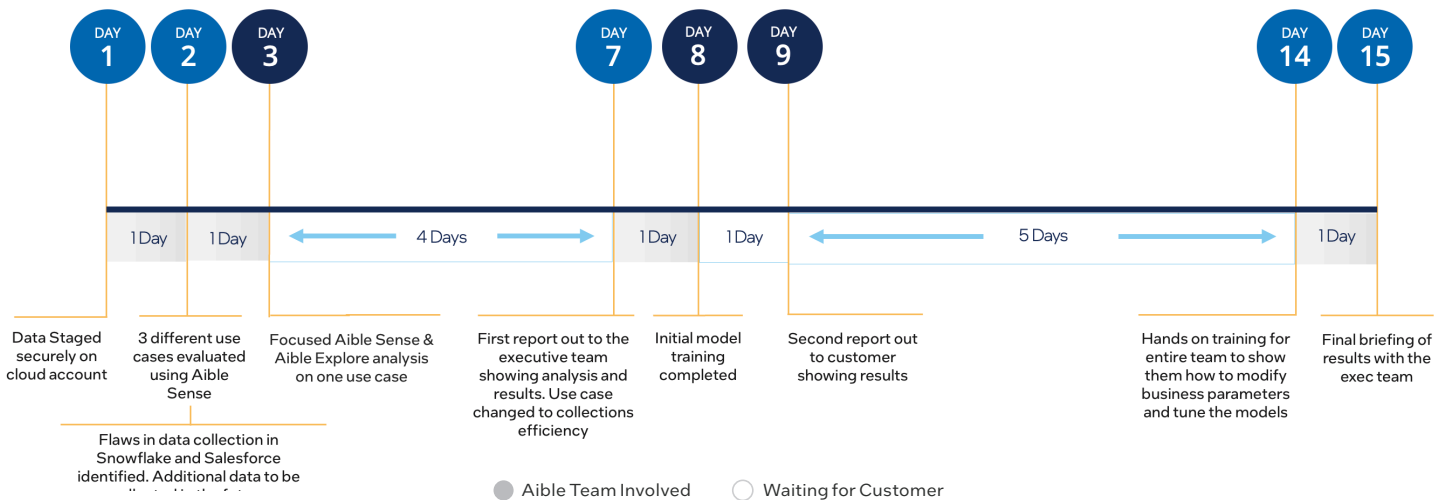 DAY
1
DAY
2
DAY
3
DAY
7
DAY
8
DAY
9
DAY
14
DAY
15
1 Day
1 Day
4 Days
1 Day
1 Day
5 Days
1 Day
Data Staged
securely on
cloud account
3 different use
cases evaluated
using Aible
Sense
Flaws in data collection in
Snowflake and Salesforce
identified. Additional data to be
Focused Aible Sense &
Aible Explore analysis
on one use case
First report out to the
executive team
showing analysis and
results. Use case
changed to collections
efficiency
Initial model
training
completed
Second report out
to customer
showing results
Hands on training for
entire team to show
them how to modify
business parameters
and tune the models
Final briefing of
results with the
exec team
Aible Team Involved
Waiting for Customer